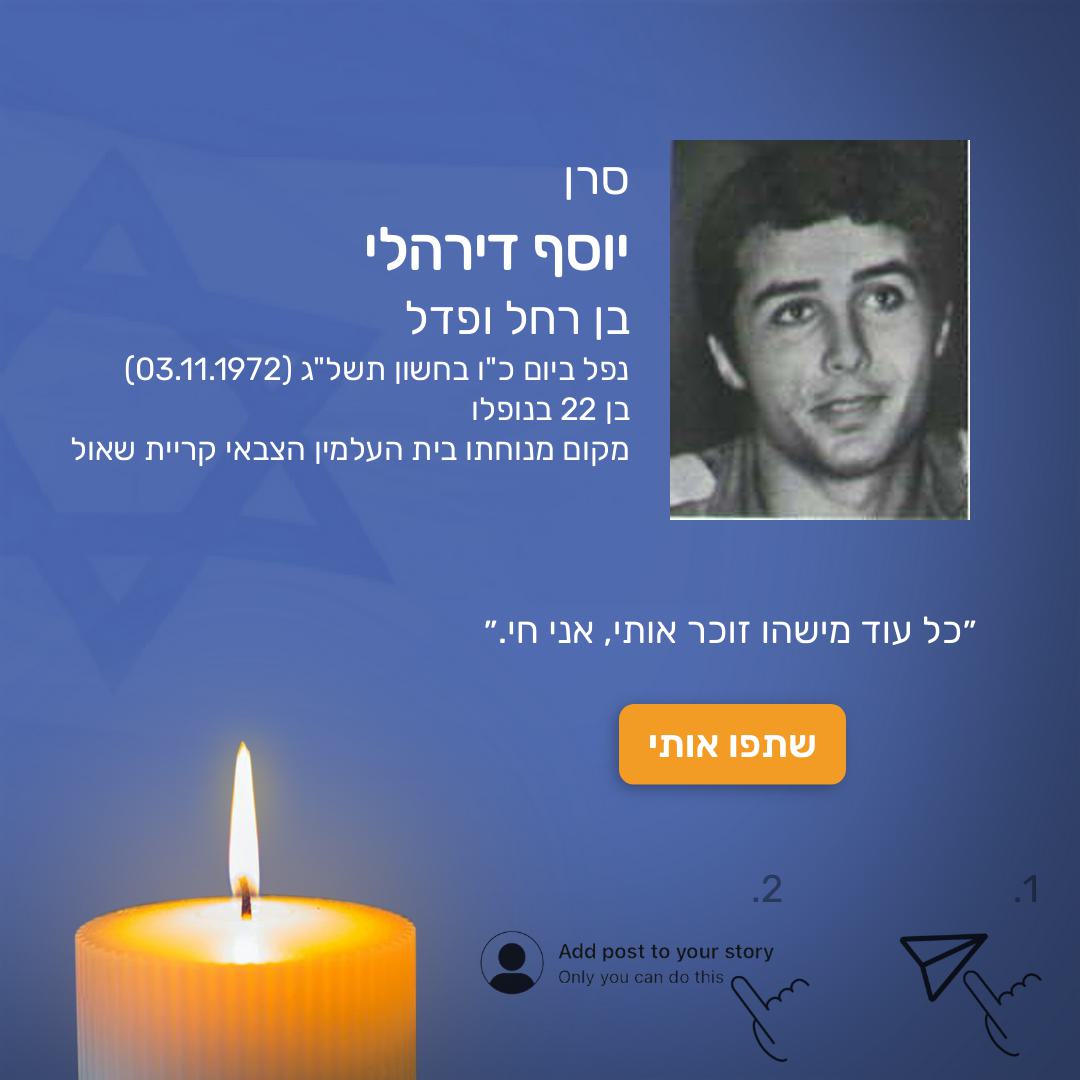 סרן
יוסף דירהלי
בן רחל ופדל
נפל ביום כ"ו בחשון תשל"ג (03.11.1972)
בן 22 בנופלו
מקום מנוחתו בית העלמין הצבאי קריית שאול
״כל עוד מישהו זוכר אותי, אני חי.״
שתפו אותי
1.
2.
Add post to your story
Only you can do this